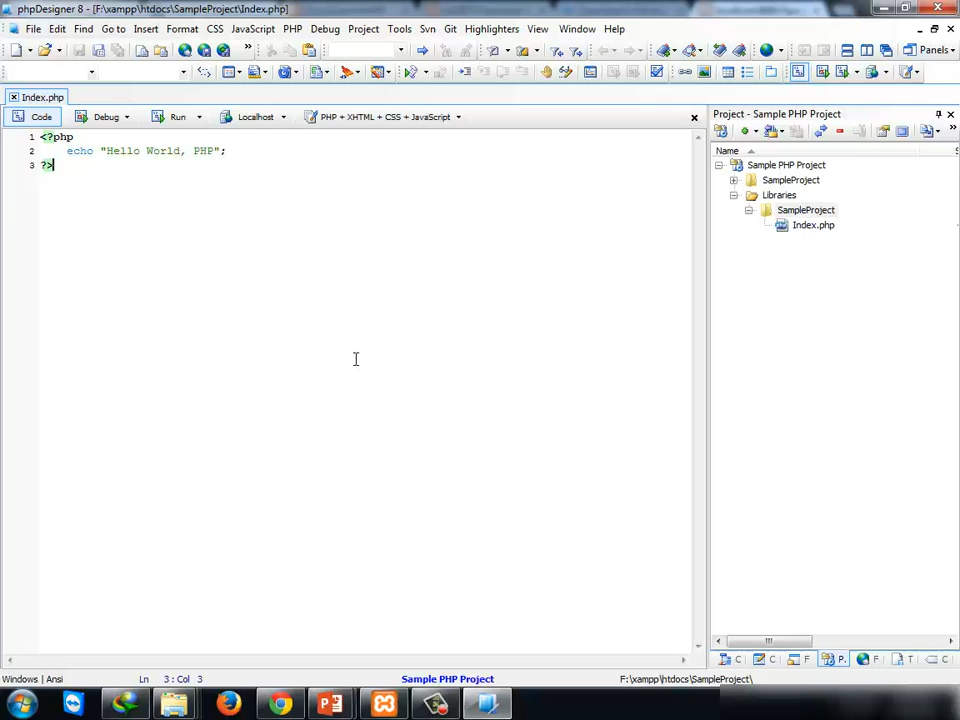 phpDesigner 8 - [F:\xampp\htdocs\SampleProject\Index.php]
File Edit Find Go to Insert Format CSS JavaScript PHP Debug Project Tools Svn Git Highlighters View Window Help
Panels
Index.php
Code Debug Run Localhost PHP + XHTML + CSS + JavaScript
Project - Sample PHP Project
1 <?php
2 echo "Hello World, PHP";
3 ?>
Name
Sample PHP Project
SampleProject
Libraries
SampleProject
Index.php
C C F P. F T C
Windows | Ansi Ln 3 : Col 3 Sample PHP Project F:\xampp\htdocs\SampleProject\